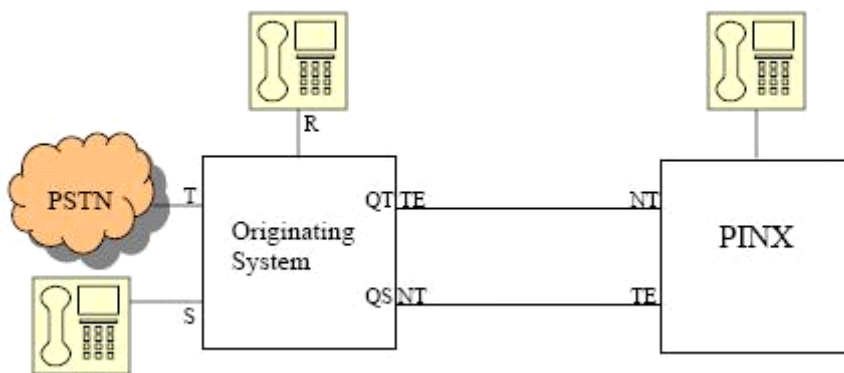 R
T
QT TE
NT
PSTN
Originating
System
PINX
QS NT
TE
S